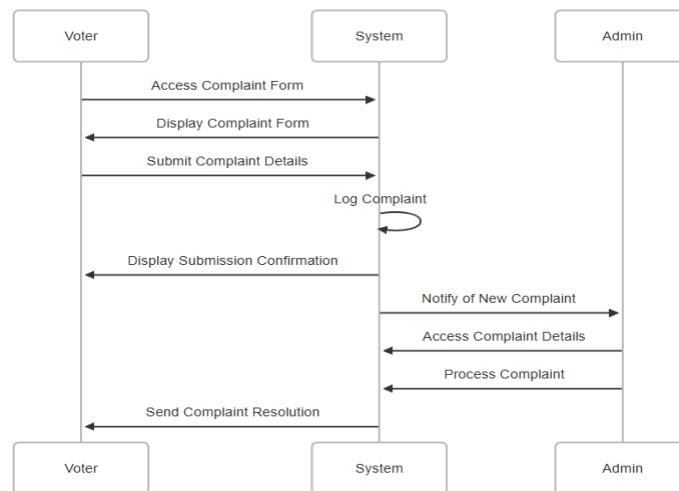 Voter System Admin
Access Complaint Form
Display Complaint Form
Submit Complaint Details
Log Complaint
Display Submission Confirmation
Notify of New Complaint
Access Complaint Details
Process Complaint
Send Complaint Resolution
Voter System Admin